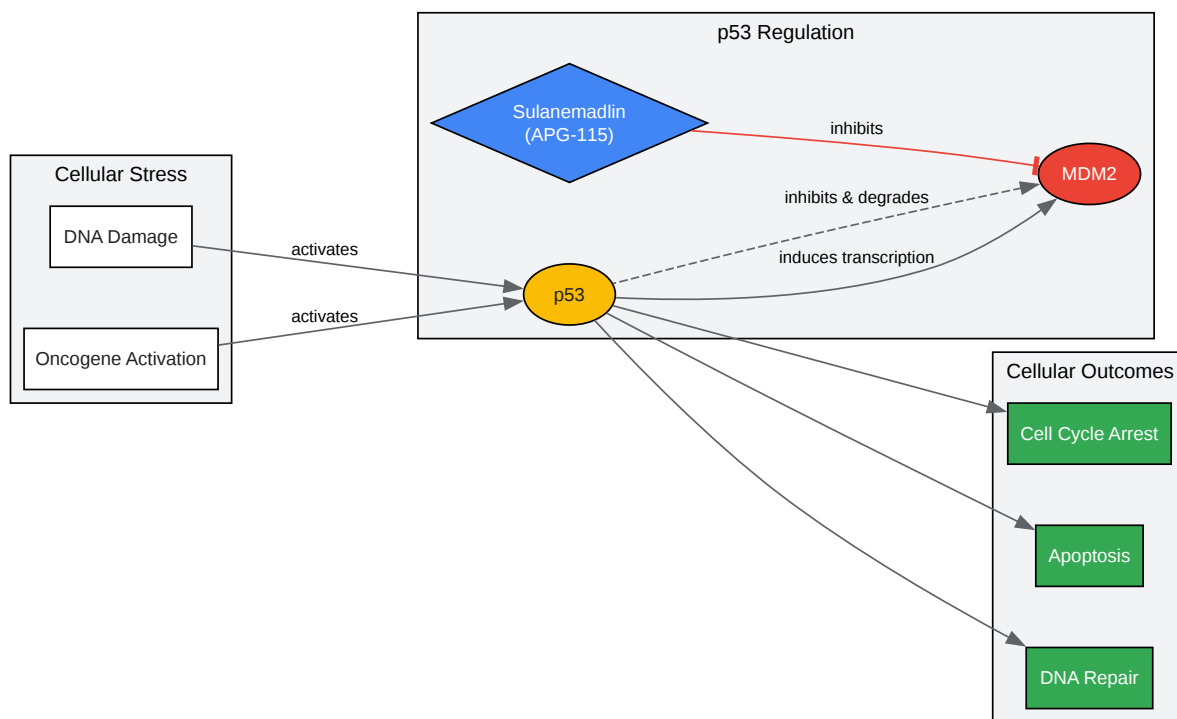 p53 Regulation
Sulanemadlin
(APG-115)
inhibits
MDM2
inhibits & degrades
induces transcription
p53
Cellular Stress
DNA Damage
activates
Oncogene Activation
activates
Cellular Outcomes
Cell Cycle Arrest
Apoptosis
DNA Repair